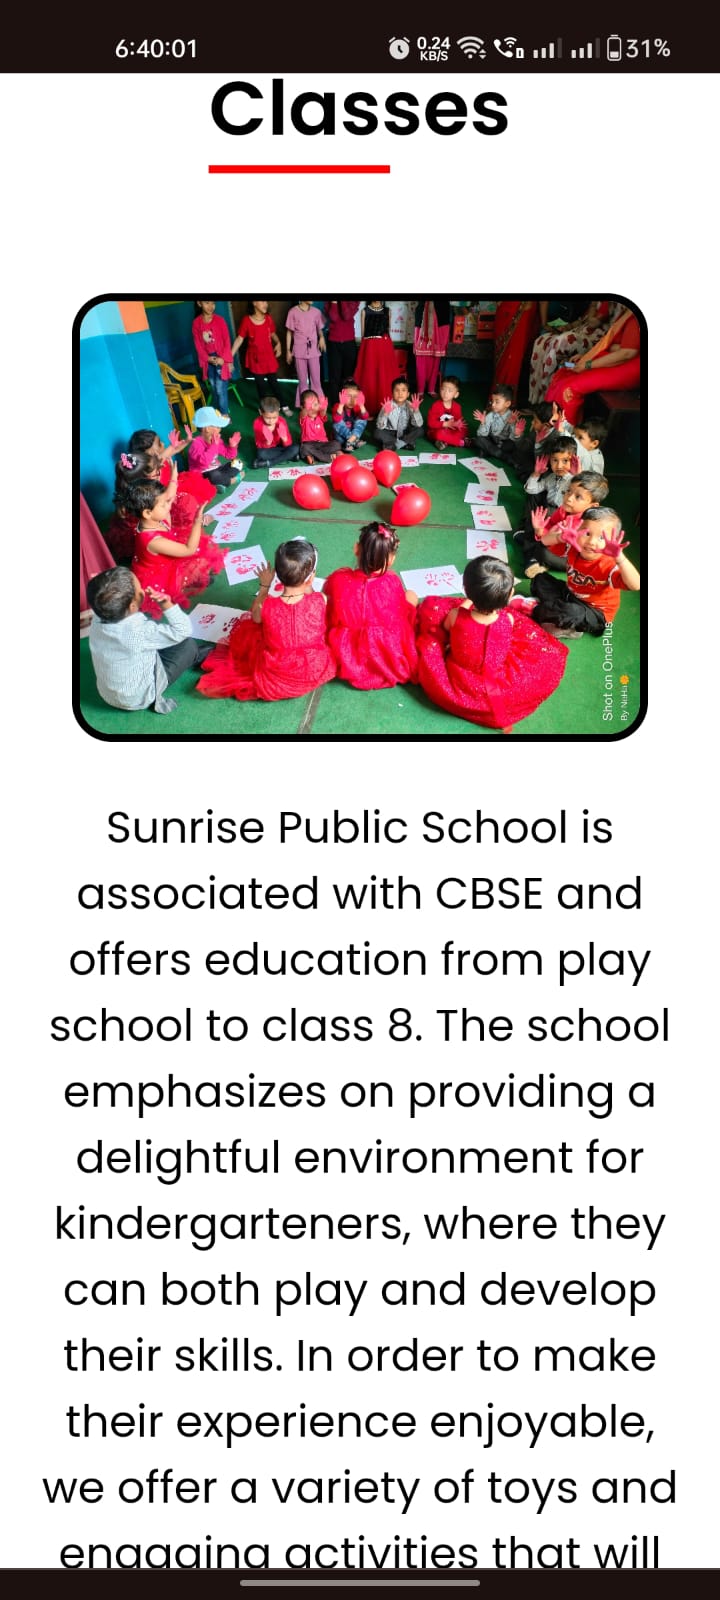 6:40:01
0.24
KB/S
31%
Classes
Shot on OnePlus
By NeHa
Sunrise Public School is
associated with CBSE and
offers education from play
school to class 8. The school
emphasizes on providing a
delightful environment for
kindergarteners, where they
can both play and develop
their skills. In order to make
their experience enjoyable,
we offer a variety of toys and
engaging activities that will